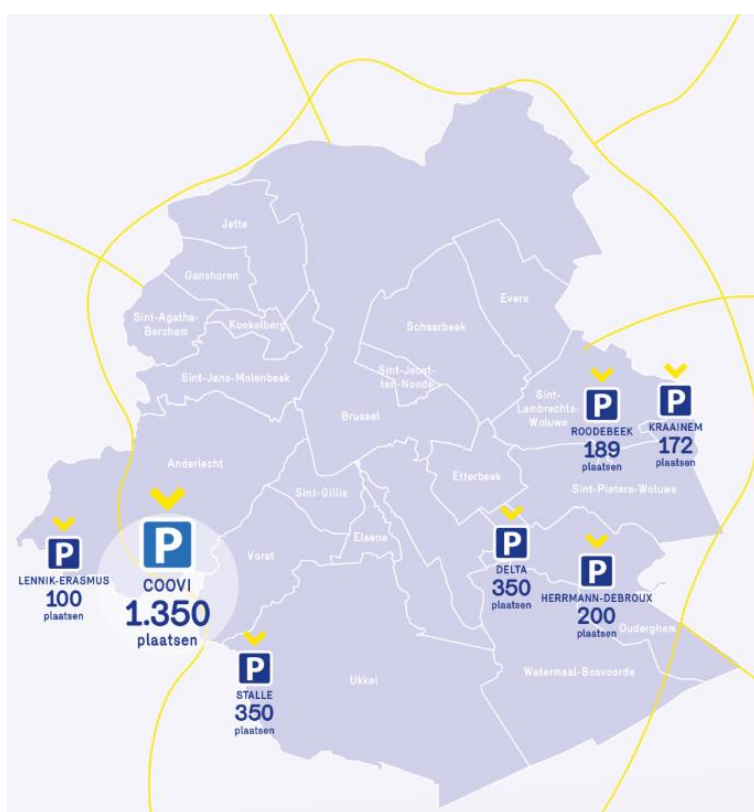 Jette
Ganshoren
Evere
Sint-Agatha-
Berchem
Koekelberg
Schaarbeek
Sint-Jans-Molenbeek
Sint-Joost-
ten-Noode
Sint-
Lambrechts-
Woluwe
Brussel
P
ROODEBEEK
189
plaatsen
P
KRAAINEM
172
plaatsen
Anderlecht
Etterbeek
Sint-Gillis
Sint-Pieters-Woluwe
Elsene
Vorst
P
LENNIK-ERASMUS
100
plaatsen
P
COOVI
1.350
plaatsen
P
DELTA
350
plaatsen
P
HERRMANN-DEBROUX
200
plaatsen
Ouderghem
Watermaal-Bosvoorde
P
STALLE
350
plaatsen
Ukkel